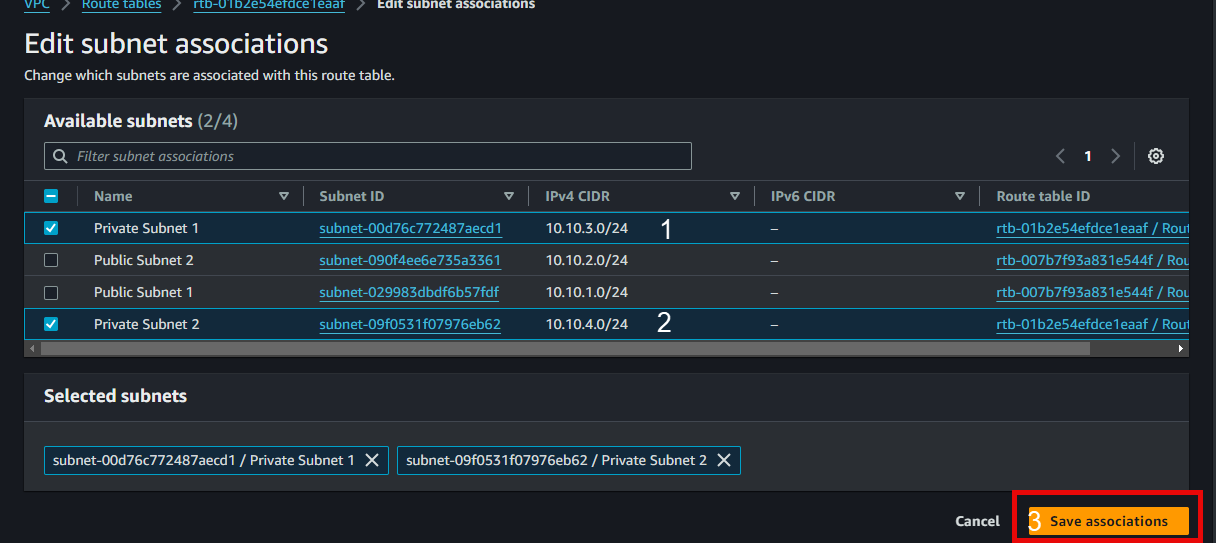 VPC > Route tables > rtb-01b2e54efdce1eaaf > Edit subnet associations
Edit subnet associations
Change which subnets are associated with this route table.
Available subnets (2/4)
Filter subnet associations
1
Name Subnet ID IPv4 CIDR IPv6 CIDR Route table ID
Private Subnet 1 subnet-00d76c772487aecd1 10.10.3.0/24 1 – rtb-01b2e54efdce1eaaf / Rout
Public Subnet 2 subnet-090f4ee6e735a3361 10.10.2.0/24 – rtb-007b7f93a831e544f / Rou
Public Subnet 1 subnet-029983dbdf6b57fdf 10.10.1.0/24 – rtb-007b7f93a831e544f / Rou
Private Subnet 2 subnet-09f0531f07976eb62 10.10.4.0/24 2 – rtb-01b2e54efdce1eaaf / Rout
Selected subnets
subnet-00d76c772487aecd1 / Private Subnet 1 subnet-09f0531f07976eb62 / Private Subnet 2
Cancel 3 Save associations